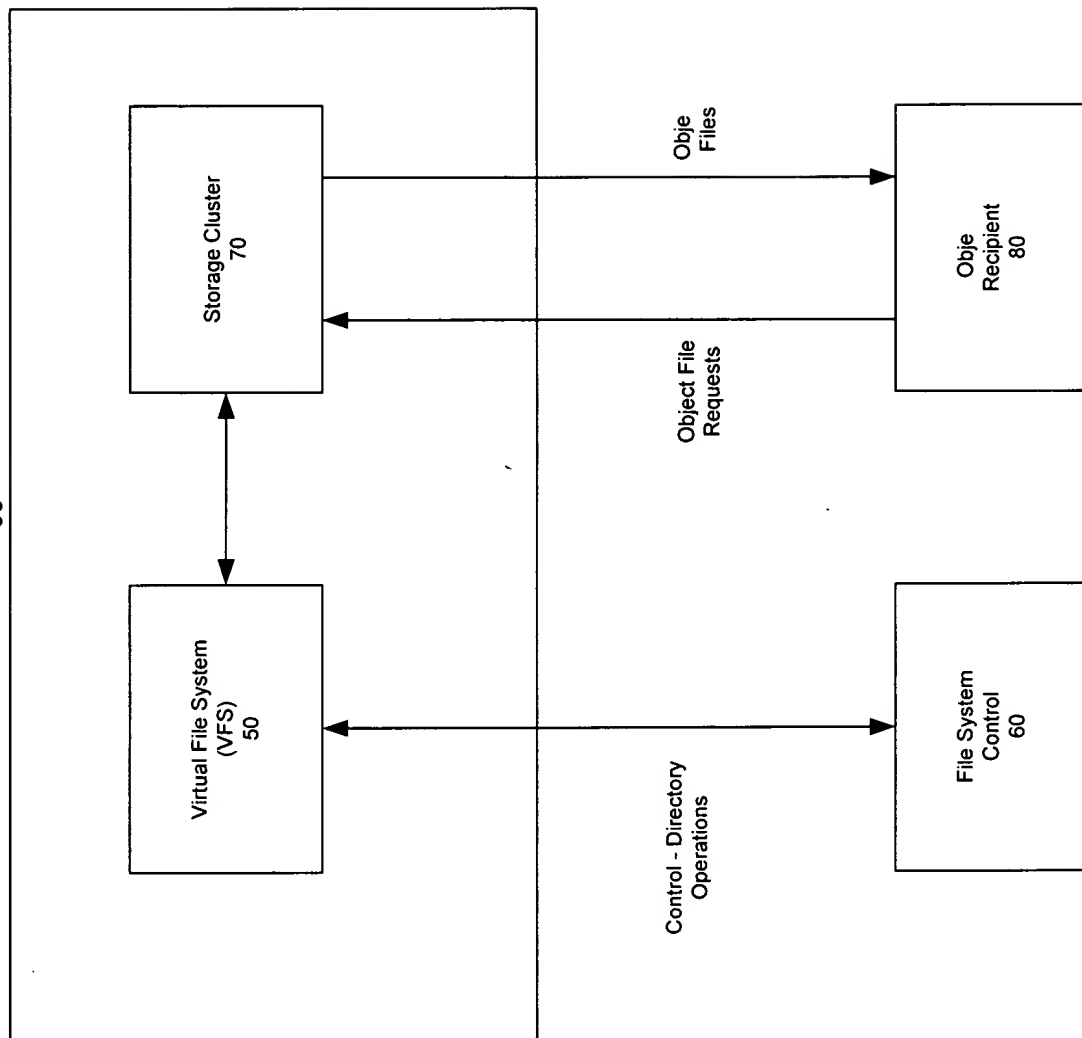 Virtual File System
(VFS)
50
Storage Cluster
70
Control - Directory
Operations
Object File
Requests
Obje
Files
File System
Control
60
Obje
Recipient
80